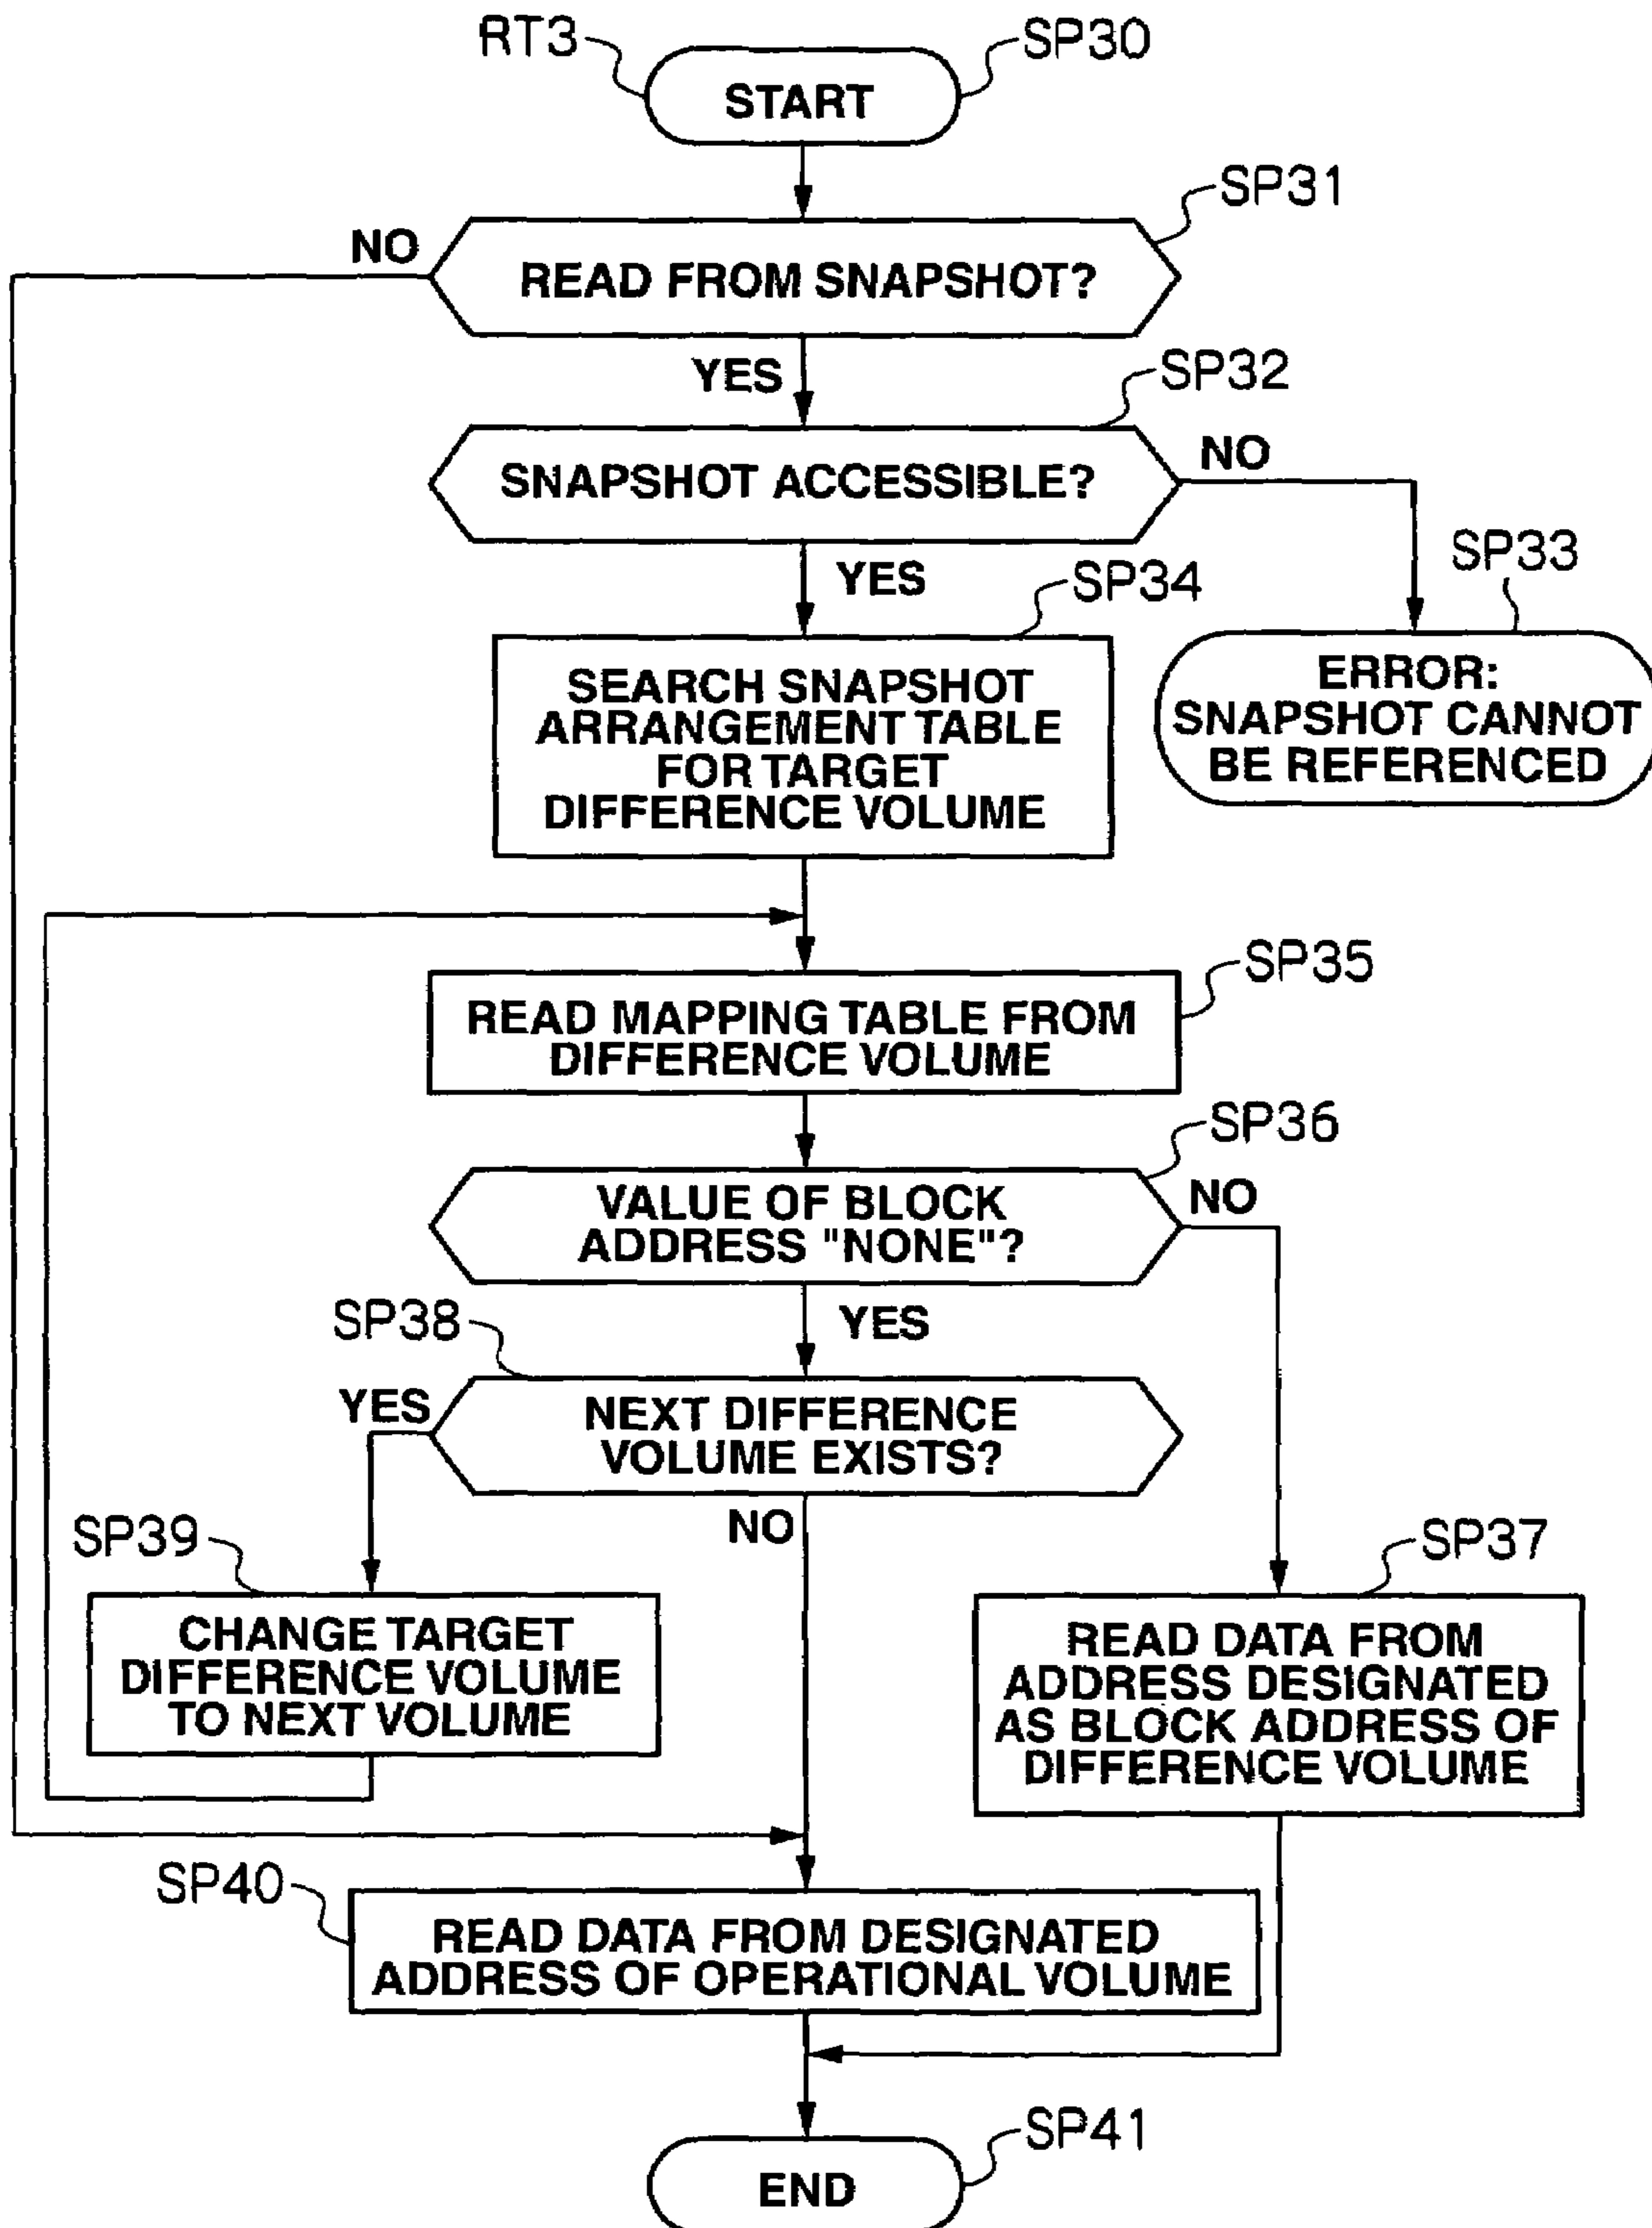 RT3
SP30
START
SP31
NO
READ FROM SNAPSHOT?
YES
SP32
SNAPSHOT ACCESSIBLE?
NO
YES
SP34
SP33
SEARCH SNAPSHOT
ARRANGEMENT TABLE
FOR TARGET
DIFFERENCE VOLUME
ERROR:
SNAPSHOT CANNOT
BE REFERENCED
SP35
READ MAPPING TABLE FROM
DIFFERENCE VOLUME
SP36
VALUE OF BLOCK
ADDRESS "NONE"?
NO
SP38
YES
YES
NEXT DIFFERENCE
VOLUME EXISTS?
NO
SP39
SP37
CHANGE TARGET
DIFFERENCE VOLUME
TO NEXT VOLUME
READ DATA FROM
ADDRESS DESIGNATED
AS BLOCK ADDRESS OF
DIFFERENCE VOLUME
SP40
READ DATA FROM DESIGNATED
ADDRESS OF OPERATIONAL VOLUME
SP41
END